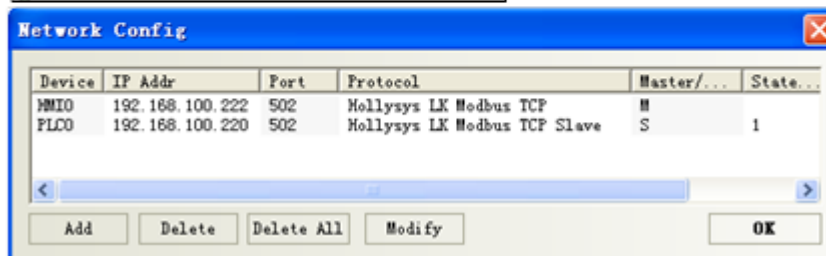 Network Config
Device IP Addr Port Protocol Master/... State...
HMI0 192.168.100.222 502 Hollysys LK Modbus TCP M
PLC0 192.168.100.220 502 Hollysys LK Modbus TCP Slave S 1
Add Delete Delete All Modify OK